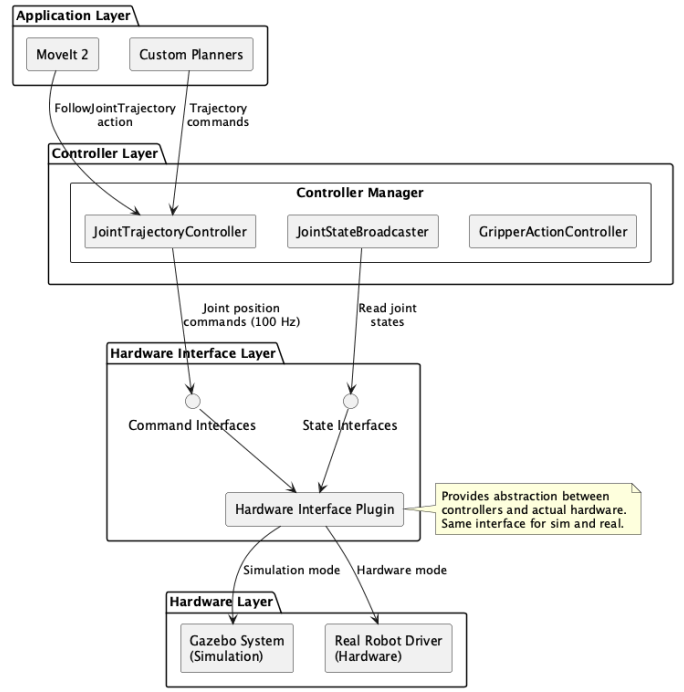 Application Layer
MoveIt 2
Custom Planners
FollowJointTrajectory
action
Trajectory
commands
Controller Layer
Controller Manager
JointTrajectoryController
JointStateBroadcaster
GripperActionController
Joint position
commands (100 Hz)
Read joint
states
Hardware Interface Layer
Command Interfaces
State Interfaces
Hardware Interface Plugin
Provides abstraction between
controllers and actual hardware.
Same interface for sim and real.
Simulation mode
Hardware mode
Hardware Layer
Gazebo System
(Simulation)
Real Robot Driver
(Hardware)